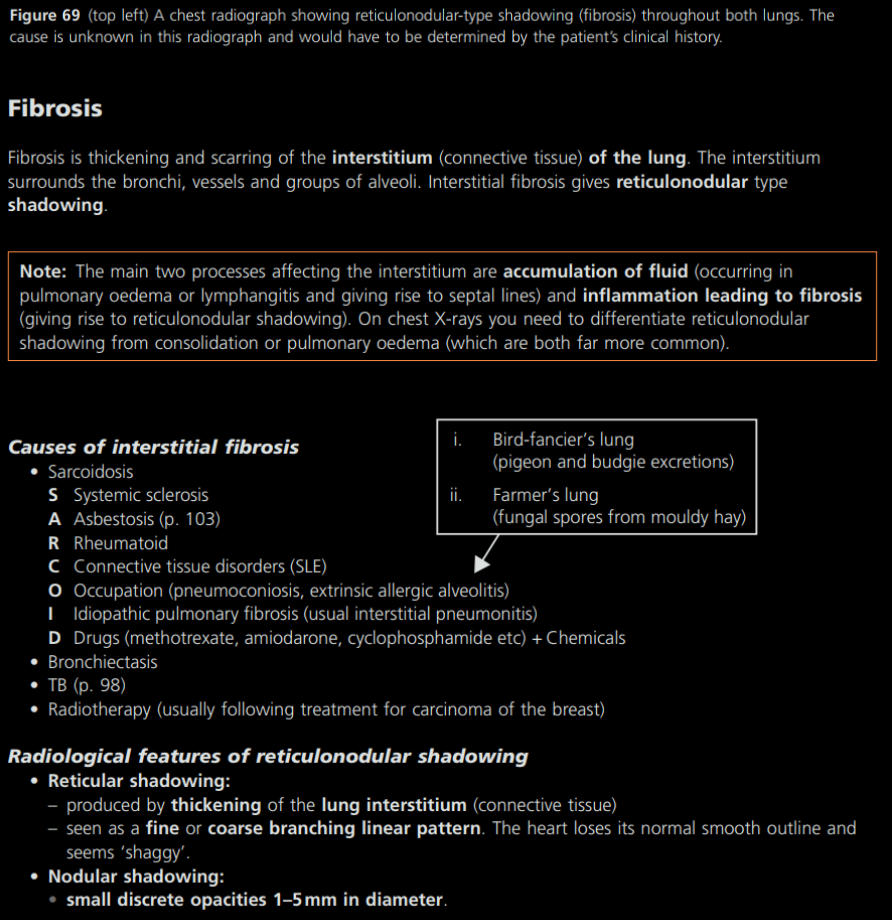 Figure 69 (top left) A chest radiograph showing reticulonodular-type shadowing (fibrosis) throughout both lungs. The
cause is unknown in this radiograph and would have to be determined by the patient's clinical history.
Fibrosis
Fibrosis is thickening and scarring of the interstitium (connective tissue) of the lung. The interstitium
surrounds the bronchi, vessels and groups of alveoli. Interstitial fibrosis gives reticulonodular type
shadowing.
Note: The main two processes affecting the interstitium are accumulation of fluid (occurring in
pulmonary oedema or lymphangitis and giving rise to septal lines) and inflammation leading to fibrosis
(giving rise to reticulonodular shadowing). On chest X-rays you need to differentiate reticulonodular
shadowing from consolidation or pulmonary oedema (which are both far more common).
i. Bird-fancier's lung
(pigeon and budgie excretions)
ii. Farmer's lung
(fungal spores from mouldy hay)
Causes of interstitial fibrosis
• Sarcoidosis
S Systemic sclerosis
A Asbestosis (p. 103)
R Rheumatoid
C Connective tissue disorders (SLE)
O Occupation (pneumoconiosis, extrinsic allergic alveolitis)
I Idiopathic pulmonary fibrosis (usual interstitial pneumonitis)
D Drugs (methotrexate, amiodarone, cyclophosphamide etc) + Chemicals
• Bronchiectasis
• TB (p. 98)
• Radiotherapy (usually following treatment for carcinoma of the breast)
Radiological features of reticulonodular shadowing
• Reticular shadowing:
– produced by thickening of the lung interstitium (connective tissue)
– seen as a fine or coarse branching linear pattern. The heart loses its normal smooth outline and
seems 'shaggy'.
• Nodular shadowing:
• small discrete opacities 1–5 mm in diameter.